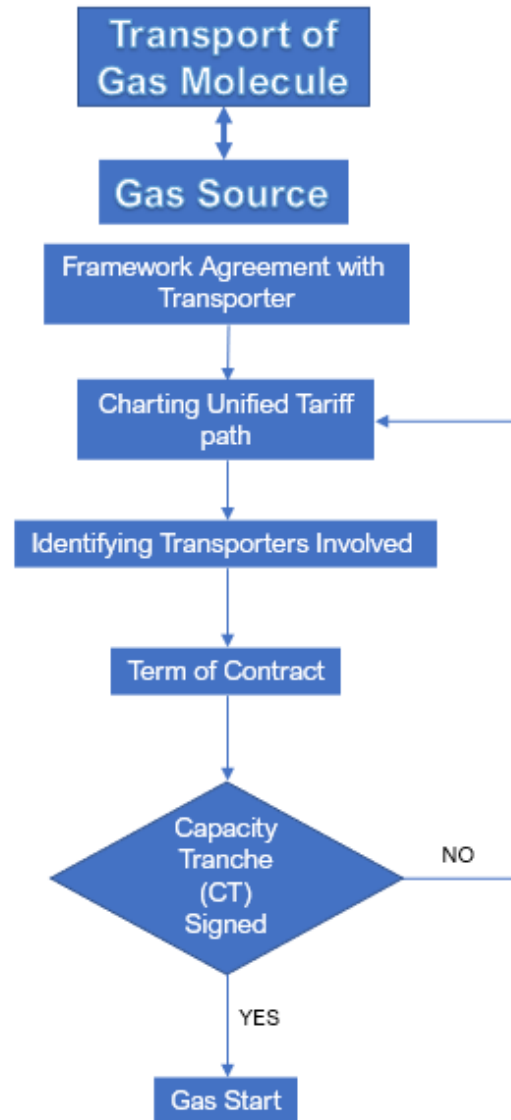 Transport of
Gas Molecule
Gas Source
Framework Agreement with
Transporter
Charting Unified Tariff
path
Identifying Transporters Involved
Term of Contract
Capacity
Tranche
(CT)
Signed
NO
YES
Gas Start